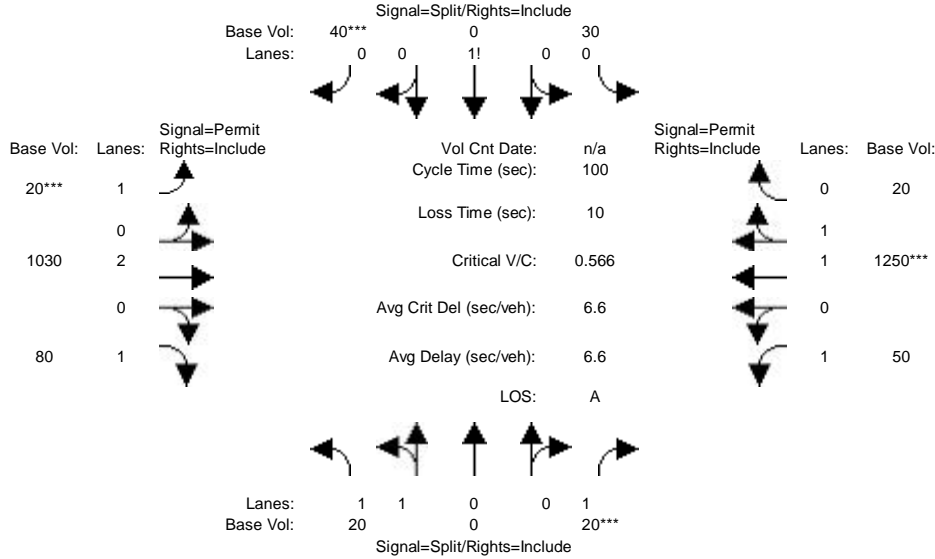 Signal=Split/Rights=Include
Base Vol: 40*** 0 30
Lanes: 0 0 1! 0 0
Signal=Permit
Base Vol: Lanes: Rights=Include
Vol Cnt Date: n/a
Signal=Permit
Rights=Include Lanes: Base Vol:
Cycle Time (sec): 100
20*** 1
0 20
Loss Time (sec): 10
0
1
1030 2
Critical V/C: 0.566
1 1250***
0
Avg Crit Del (sec/veh): 6.6
0
80 1
Avg Delay (sec/veh): 6.6
1 50
LOS: A
Lanes: 1 1 0 0 1
Base Vol: 20 0 20***
Signal=Split/Rights=Include